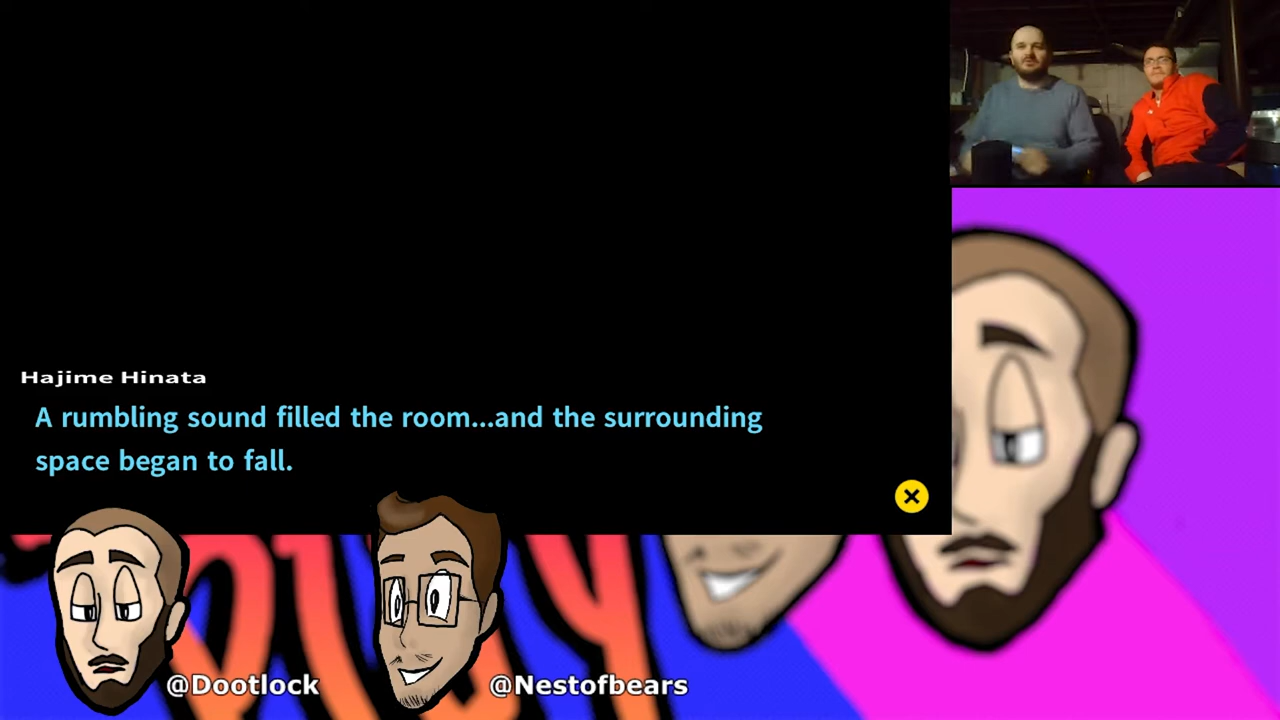 Hajime Hinata
A rumbling sound filled the room...and the surrounding
space began to fall.
@Dootlock
@Nestofbears